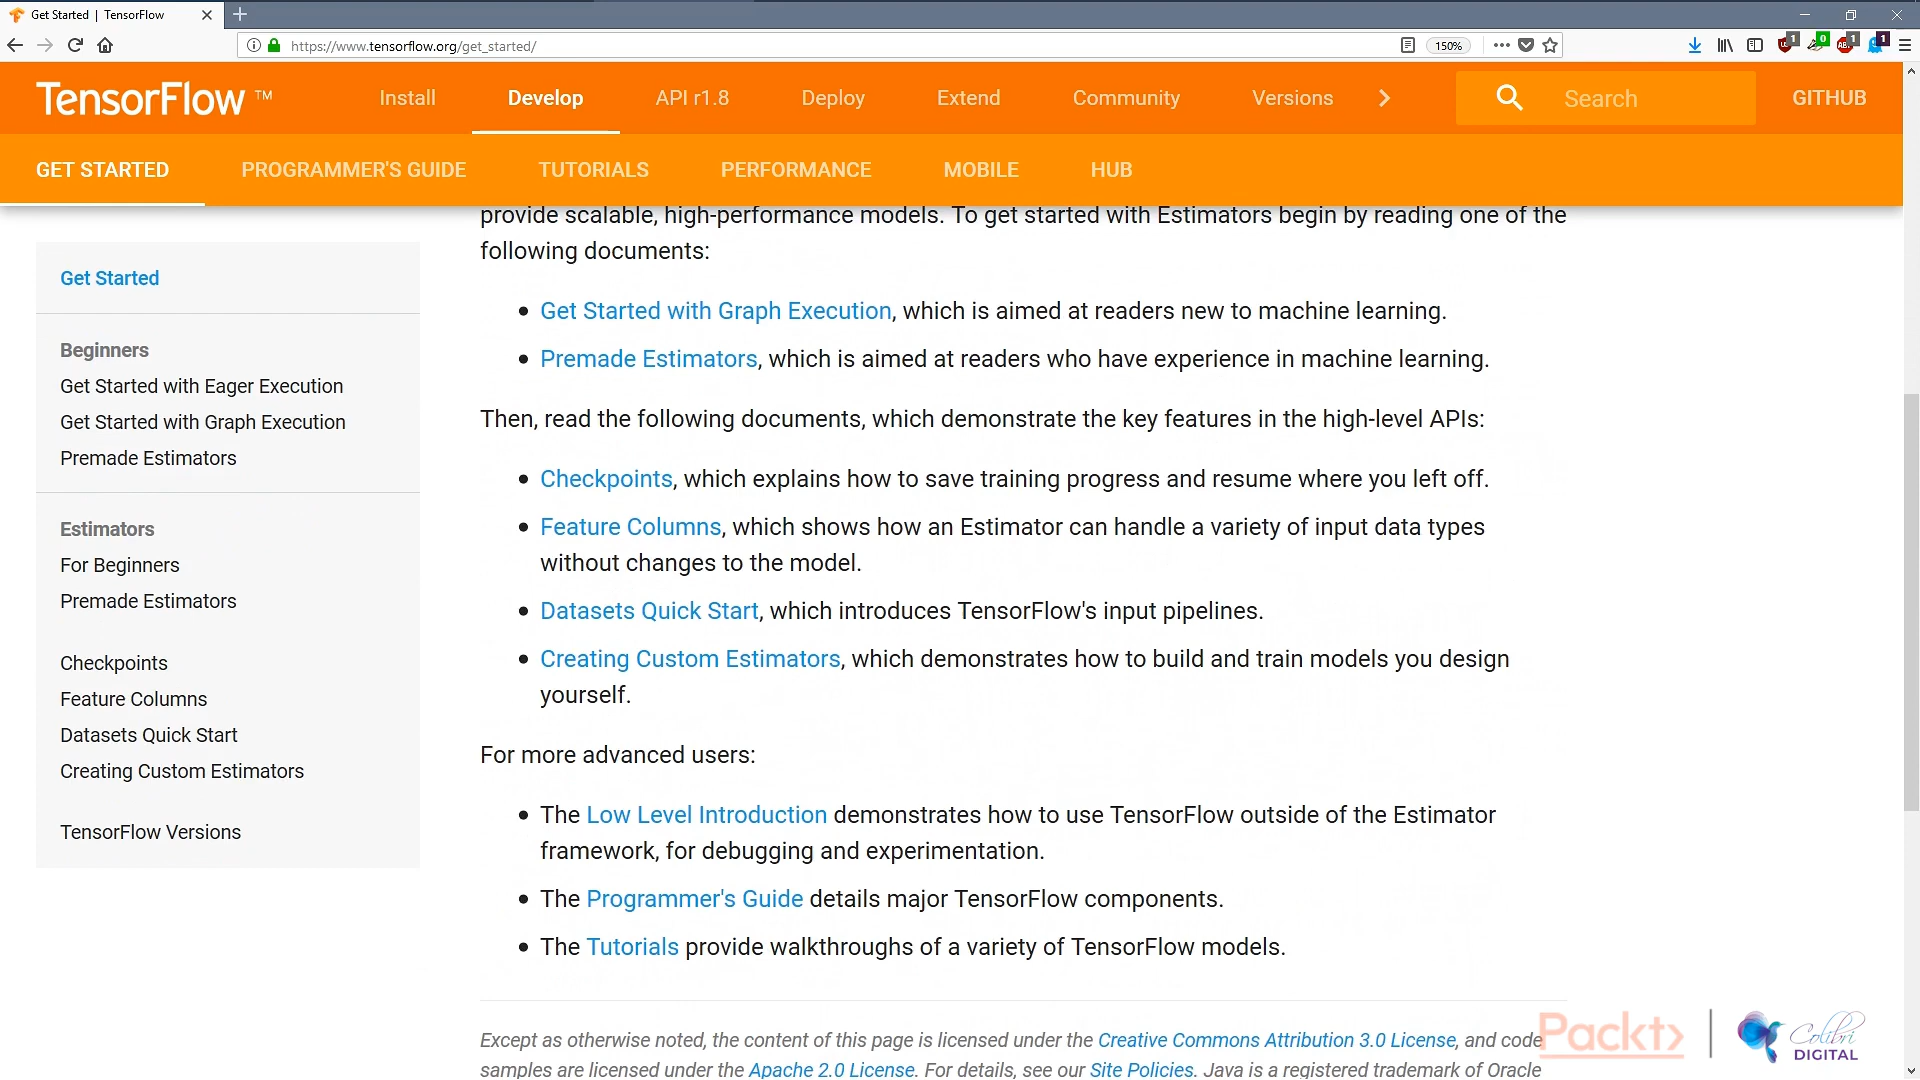 Get Started | TensorFlow
https://www.tensorflow.org/get_started/
150%
1
0
1
1
TensorFlow ™
Install
Develop
API r1.8
Deploy
Extend
Community
Versions
Search
GITHUB
GET STARTED
PROGRAMMER'S GUIDE
TUTORIALS
PERFORMANCE
MOBILE
HUB
Get Started
Beginners
Get Started with Eager Execution
Get Started with Graph Execution
Premade Estimators
Estimators
For Beginners
Premade Estimators
Checkpoints
Feature Columns
Datasets Quick Start
Creating Custom Estimators
TensorFlow Versions
provide scalable, high-performance models. To get started with Estimators begin by reading one of the
following documents:
Get Started with Graph Execution, which is aimed at readers new to machine learning.
Premade Estimators, which is aimed at readers who have experience in machine learning.
Then, read the following documents, which demonstrate the key features in the high-level APIs:
Checkpoints, which explains how to save training progress and resume where you left off.
Feature Columns, which shows how an Estimator can handle a variety of input data types
without changes to the model.
Datasets Quick Start, which introduces TensorFlow's input pipelines.
Creating Custom Estimators, which demonstrates how to build and train models you design
yourself.
For more advanced users:
The Low Level Introduction demonstrates how to use TensorFlow outside of the Estimator
framework, for debugging and experimentation.
The Programmer's Guide details major TensorFlow components.
The Tutorials provide walkthroughs of a variety of TensorFlow models.
Except as otherwise noted, the content of this page is licensed under the Creative Commons Attribution 3.0 License, and code
samples are licensed under the Apache 2.0 License. For details, see our Site Policies. Java is a registered trademark of Oracle
Packt
Colibri
DIGITAL